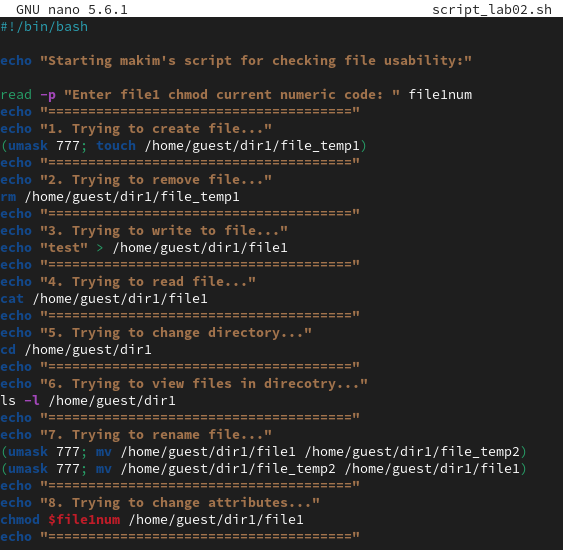 GNU nano 5.6.1 script_lab02.sh
#!/bin/bash
echo "Starting makim's script for checking file usability:"
read -p "Enter file1 chmod current numeric code: " file1num
echo "======================================"
echo "1. Trying to create file..."
(umask 777; touch /home/guest/dir1/file_temp1)
echo "======================================"
echo "2. Trying to remove file..."
rm /home/guest/dir1/file_temp1
echo "======================================"
echo "3. Trying to write to file..."
echo "test" > /home/guest/dir1/file1
echo "======================================"
echo "4. Trying to read file..."
cat /home/guest/dir1/file1
echo "======================================"
echo "5. Trying to change directory..."
cd /home/guest/dir1
echo "======================================"
echo "6. Trying to view files in direcotry..."
ls -l /home/guest/dir1
echo "======================================"
echo "7. Trying to rename file..."
(umask 777; mv /home/guest/dir1/file1 /home/guest/dir1/file_temp2)
(umask 777; mv /home/guest/dir1/file_temp2 /home/guest/dir1/file1)
echo "======================================"
echo "8. Trying to change attributes..."
chmod $file1num /home/guest/dir1/file1
echo "======================================"